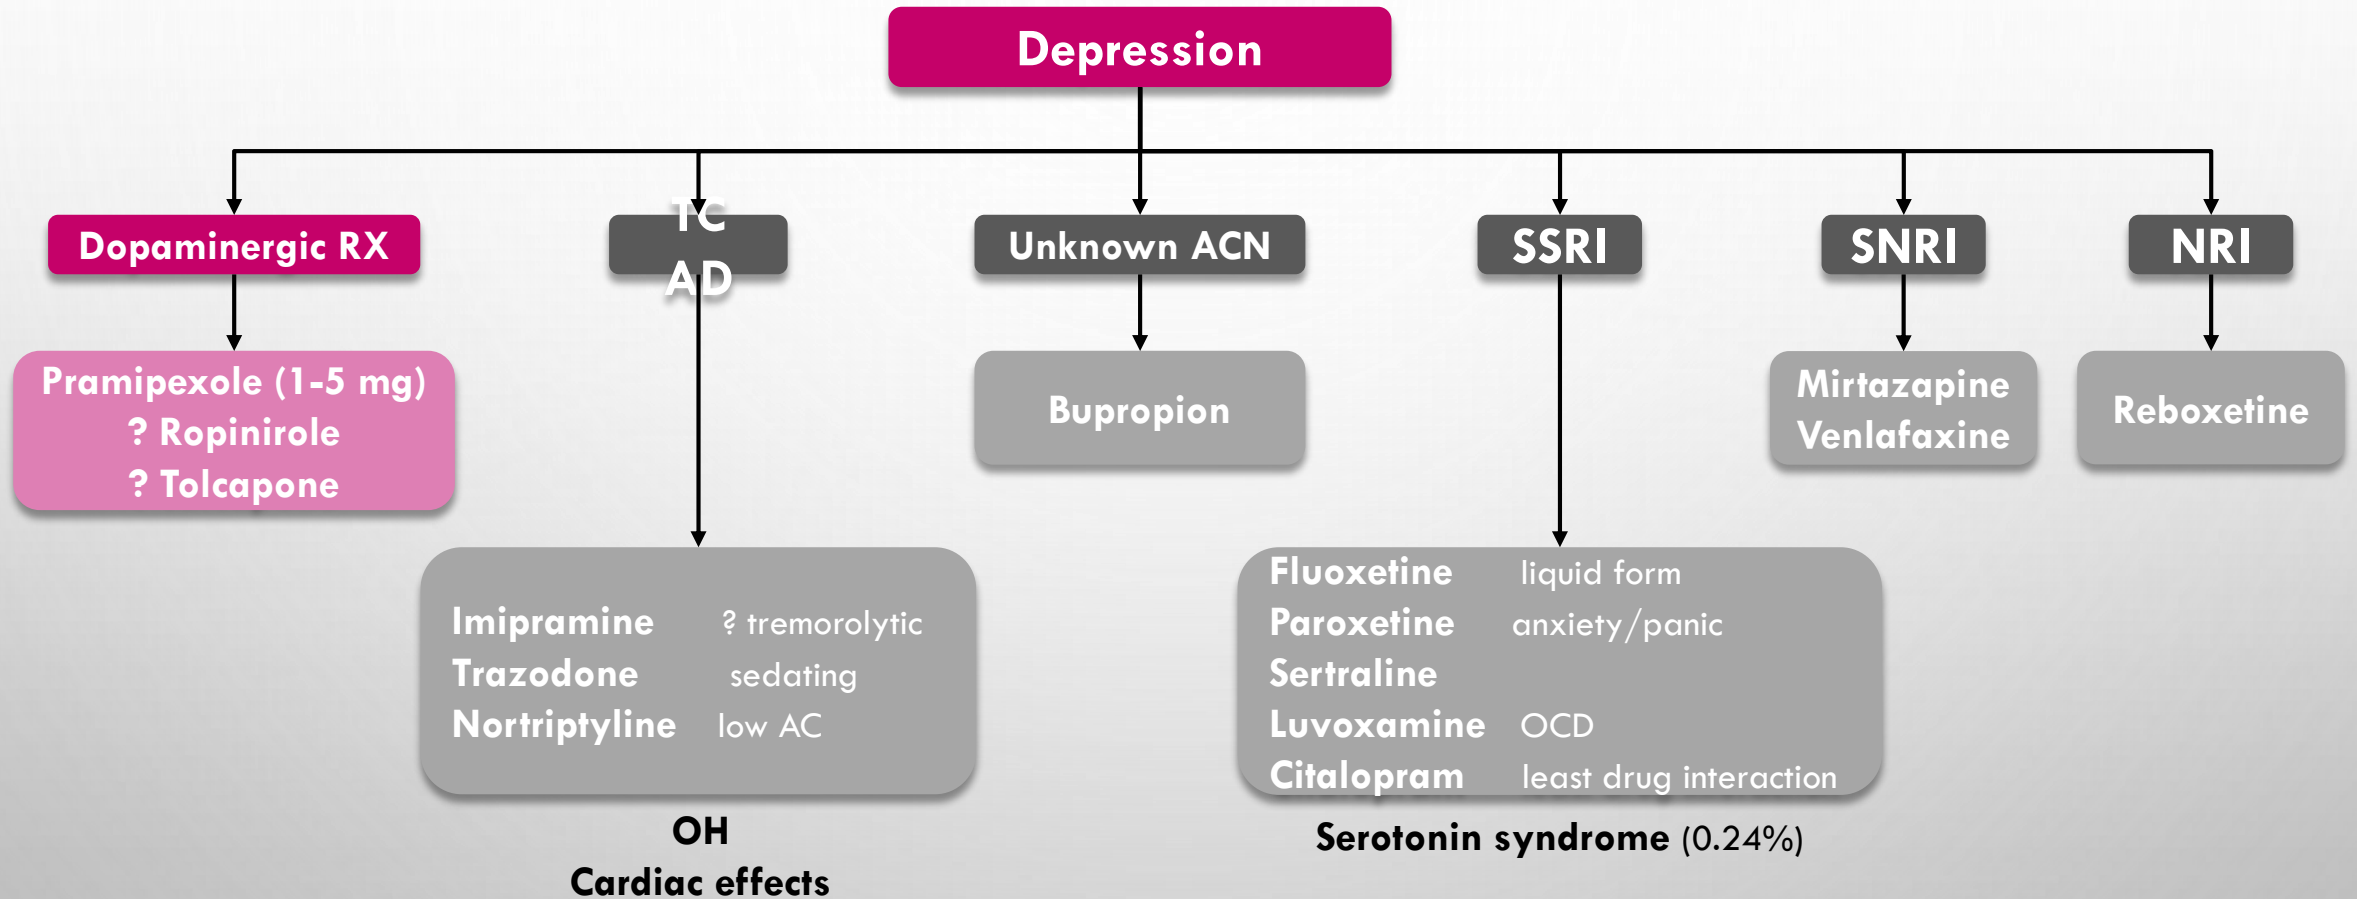 Depression
Dopaminergic RX
TC
AD
Unknown ACN
SSRI
SNRI
NRI
Pramipexole (1-5 mg)
? Ropinirole
? Tolcapone
Bupropion
Mirtazapine
Venlafaxine
Reboxetine
Imipramine ? tremorolytic
Trazodone sedating
Nortriptyline low AC
OH
Cardiac effects
Fluoxetine liquid form
Paroxetine anxiety/panic
Sertraline
Luvoxamine OCD
Citalopram least drug interaction
Serotonin syndrome (0.24%)